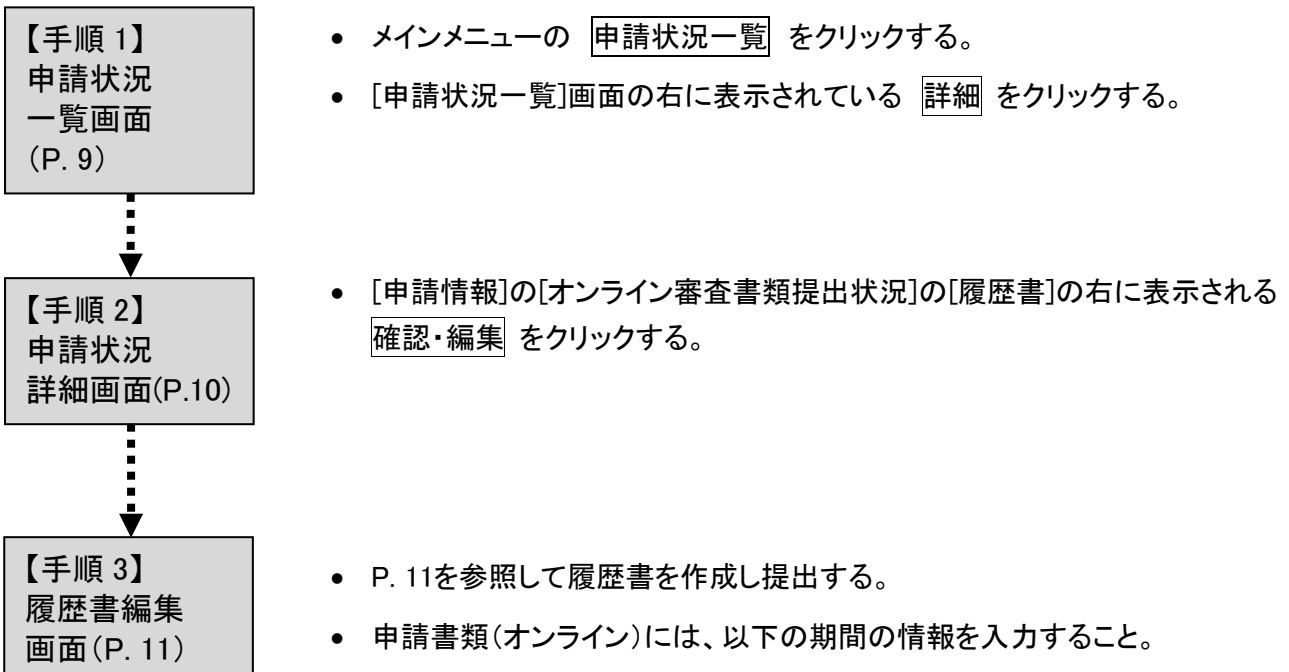 【手順 1】
申請状況
一覧画面
(P. 9)
• メインメニューの 申請状況一覧 をクリックする。
• [申請状況一覧]画面の右に表示されている 詳細 をクリックする。
【手順 2】
申請状況
詳細画面(P.10)
• [申請情報]の[オンライン審査書類提出状況]の[履歴書]の右に表示される
確認・編集 をクリックする。
【手順 3】
履歴書編集
画面(P. 11)
• P. 11を参照して履歴書を作成し提出する。
• 申請書類(オンライン)には、以下の期間の情報を入力すること。